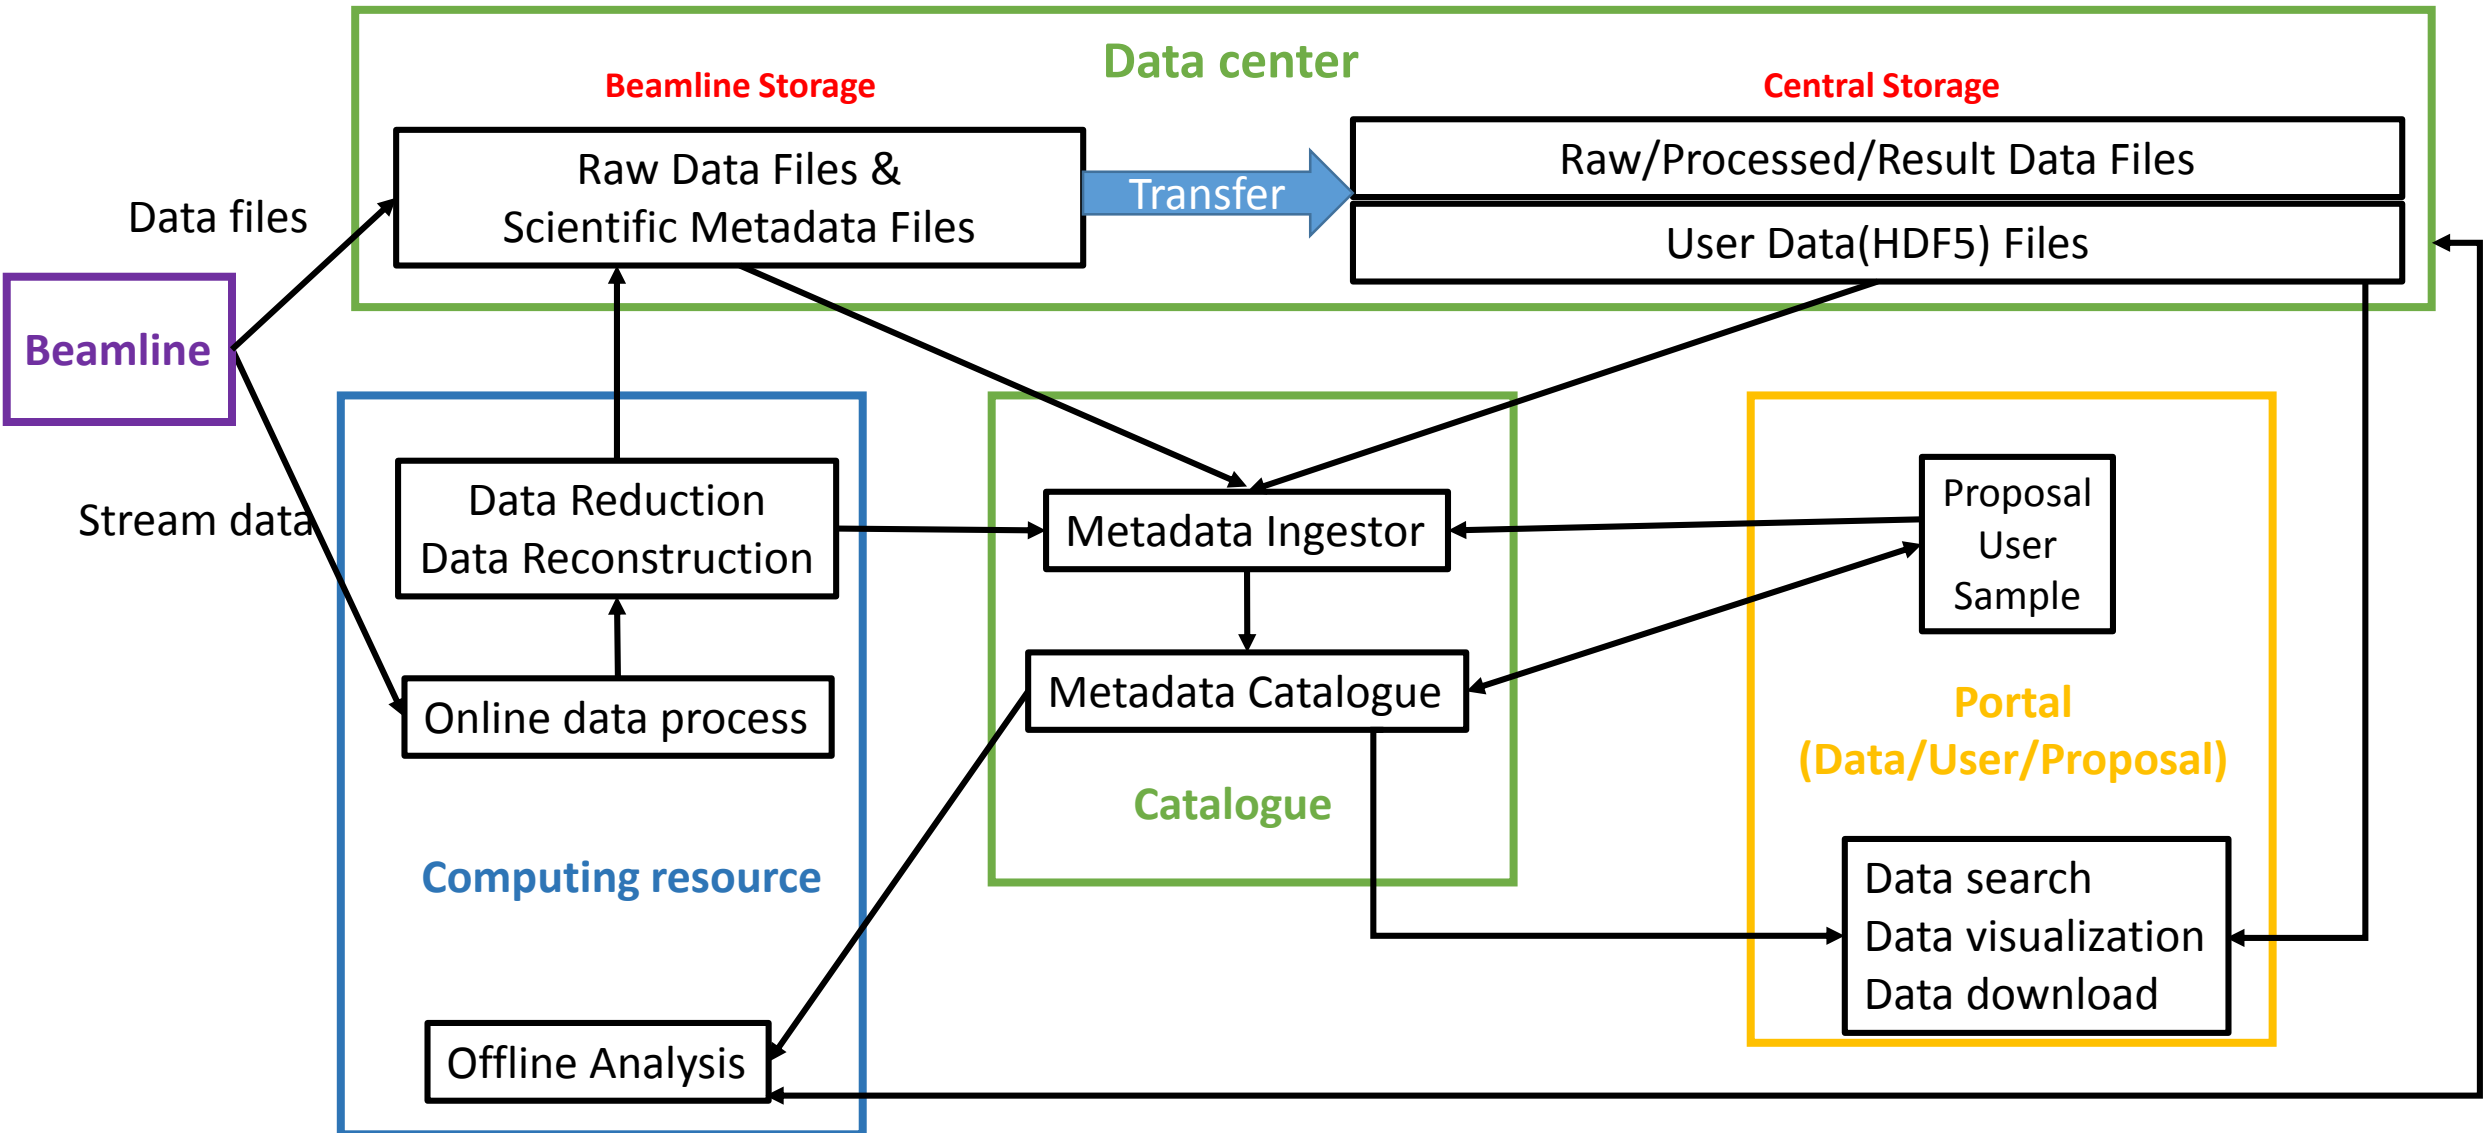 Data center
Beamline Storage
Central Storage
Raw Data Files &
Scientific Metadata Files
Transfer
Raw/Processed/Result Data Files
User Data(HDF5) Files
Data files
Beamline
Stream data
Data Reduction
Data Reconstruction
Online data process
Computing resource
Offline Analysis
Metadata Ingestor
Metadata Catalogue
Catalogue
Proposal
User
Sample
Portal
(Data/User/Proposal)
Data search
Data visualization
Data download